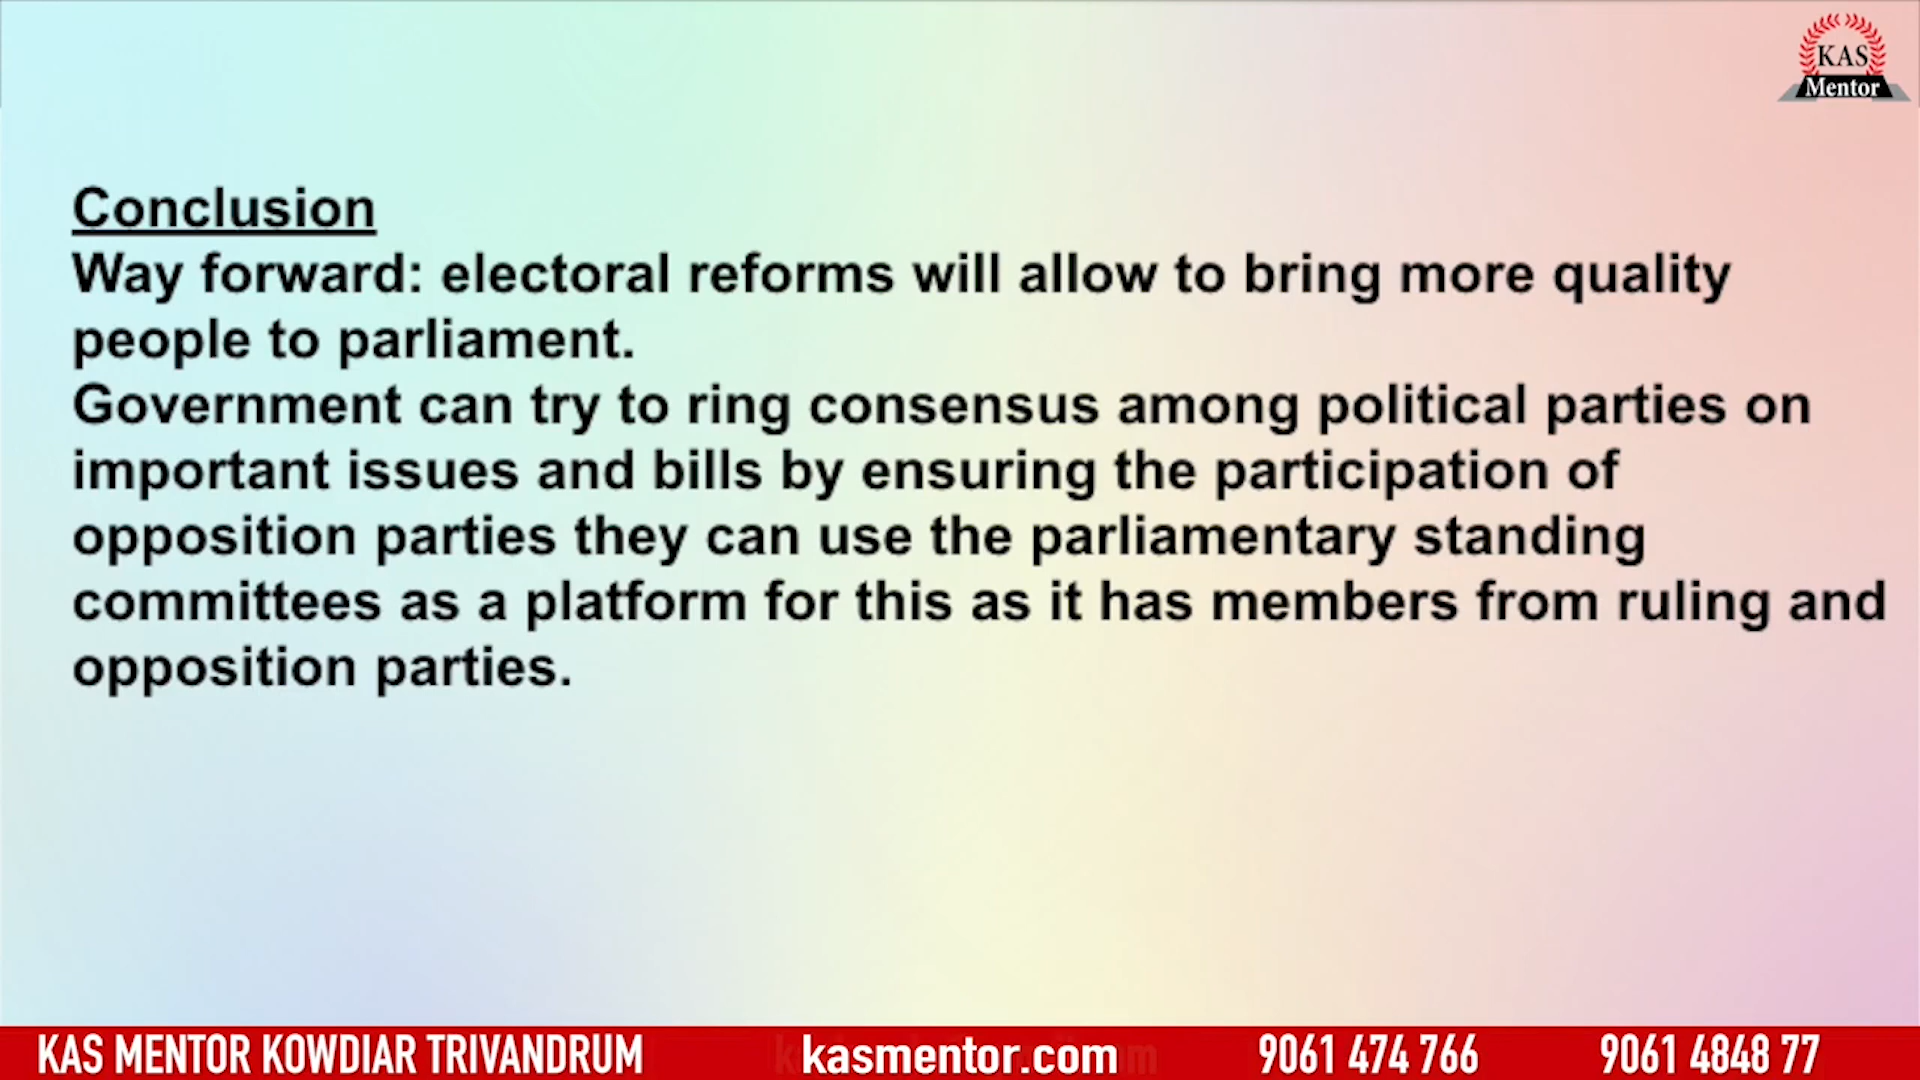 KAS
Mentor
Conclusion
Way forward: electoral reforms will allow to bring more quality
people to parliament.
Government can try to ring consensus among political parties on
important issues and bills by ensuring the participation of
opposition parties they can use the parliamentary standing
committees as a platform for this as it has members from ruling and
opposition parties.
KAS MENTOR KOWDIAR TRIVANDRUM kasmentor.com 9061 474 766 9061 4848 77